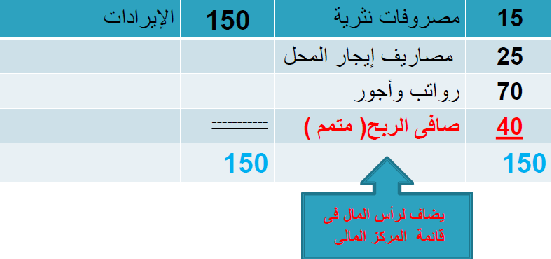 15 مصروفات نثرية 150 الإيرادات
25 مصاريف إيجار المحل
70 رواتب وأجور
40 صافى الربح( متمم ) -----------
150 150
يضاف لرأس المال فى
قائمة المركز المالى